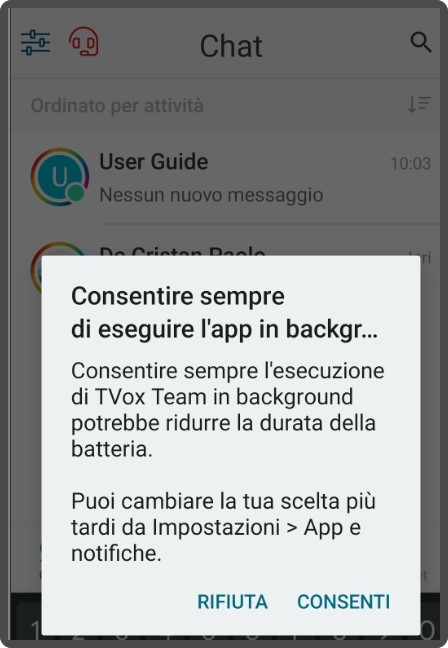 Chat
Ordinato per attività
U
User Guide
10:03
Nessun nuovo messaggio
De Cristan Paolo
Ieri
Consentire sempre
di eseguire l'app in backgr...
Consentire sempre l'esecuzione
di TVox Team in background
potrebbe ridurre la durata della
batteria.
Puoi cambiare la tua scelta più
tardi da Impostazioni > App e
notifiche.
RIFIUTA
CONSENTI